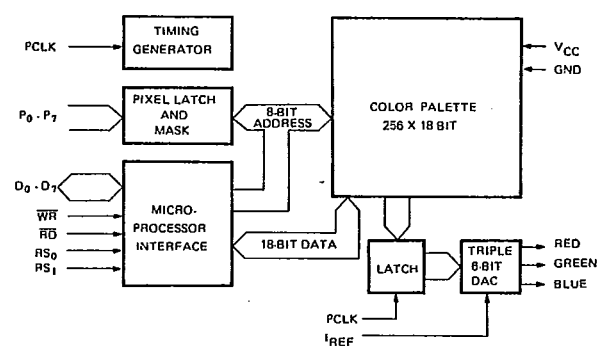 PCLK
TIMING
GENERATOR
P0 - P7
PIXEL LATCH
AND
MASK
8-BIT
ADDRESS
COLOR PALETTE
256 X 18 BIT
VCC
GND
D0 - D7
WR
RD
RS0
RS1
MICRO-
PROCESSOR
INTERFACE
18-BIT DATA
LATCH
TRIPLE
6-BIT
DAC
RED
GREEN
BLUE
PCLK
IREF